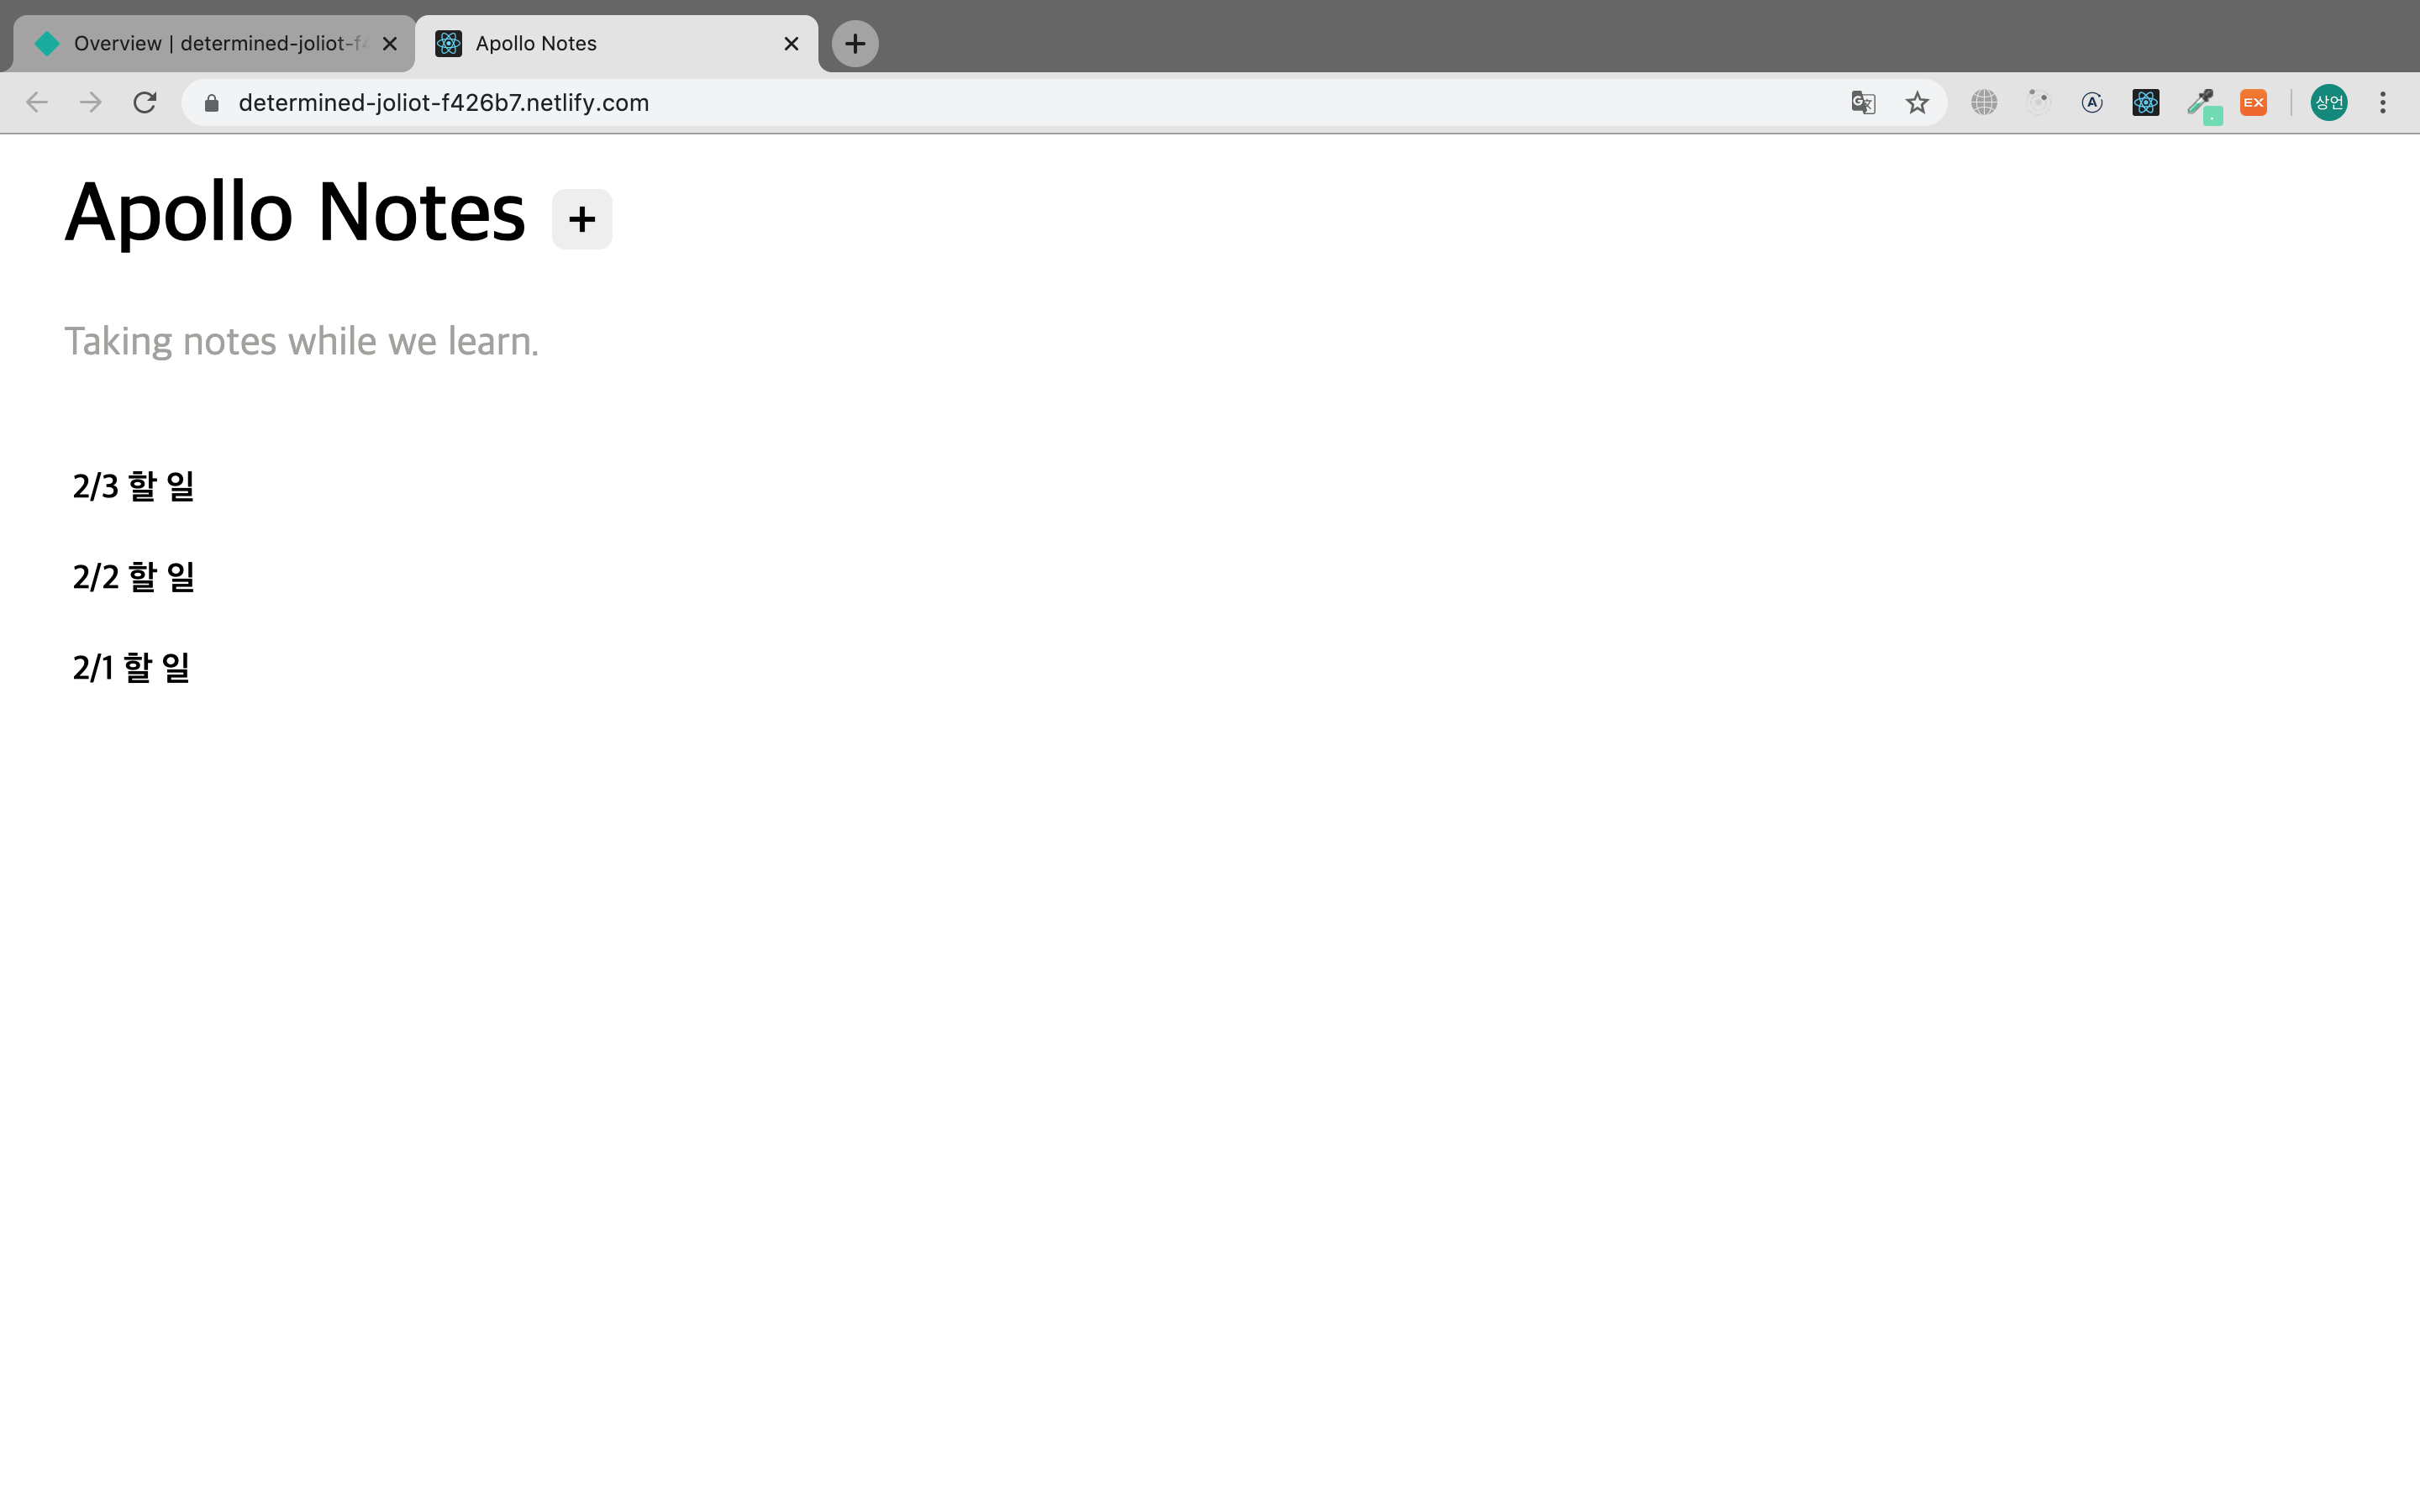 Overview | determined-joliot-f
Apollo Notes
determined-joliot-f426b7.netlify.com
A
EX
상언
Apollo Notes +
Taking notes while we learn.
2/3 할 일
2/2 할 일
2/1 할 일